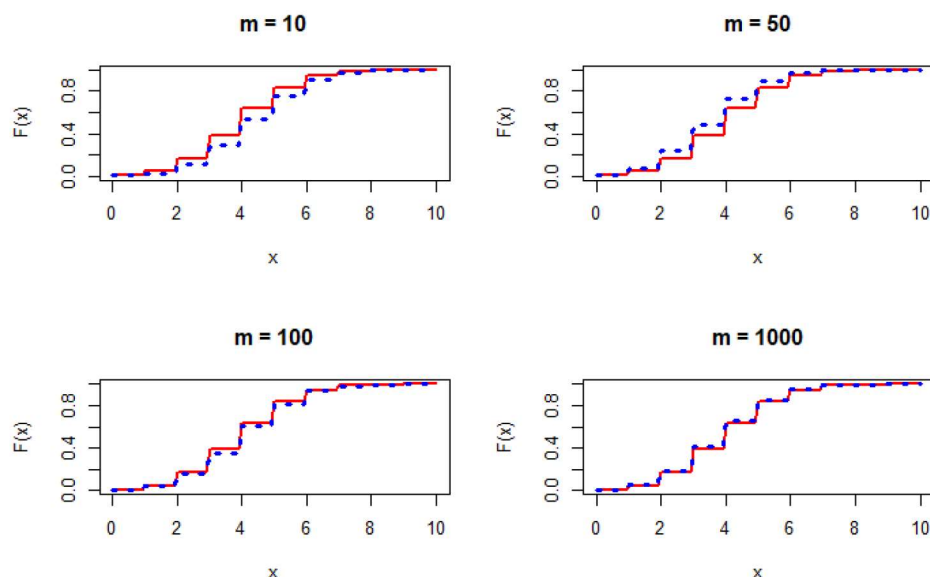 m = 10
F(x)
0.0 0.4 0.8
0 2 4 6 8 10
x
m = 50
F(x)
0.0 0.4 0.8
0 2 4 6 8 10
x
m = 100
F(x)
0.0 0.4 0.8
0 2 4 6 8 10
x
m = 1000
F(x)
0.0 0.4 0.8
0 2 4 6 8 10
x